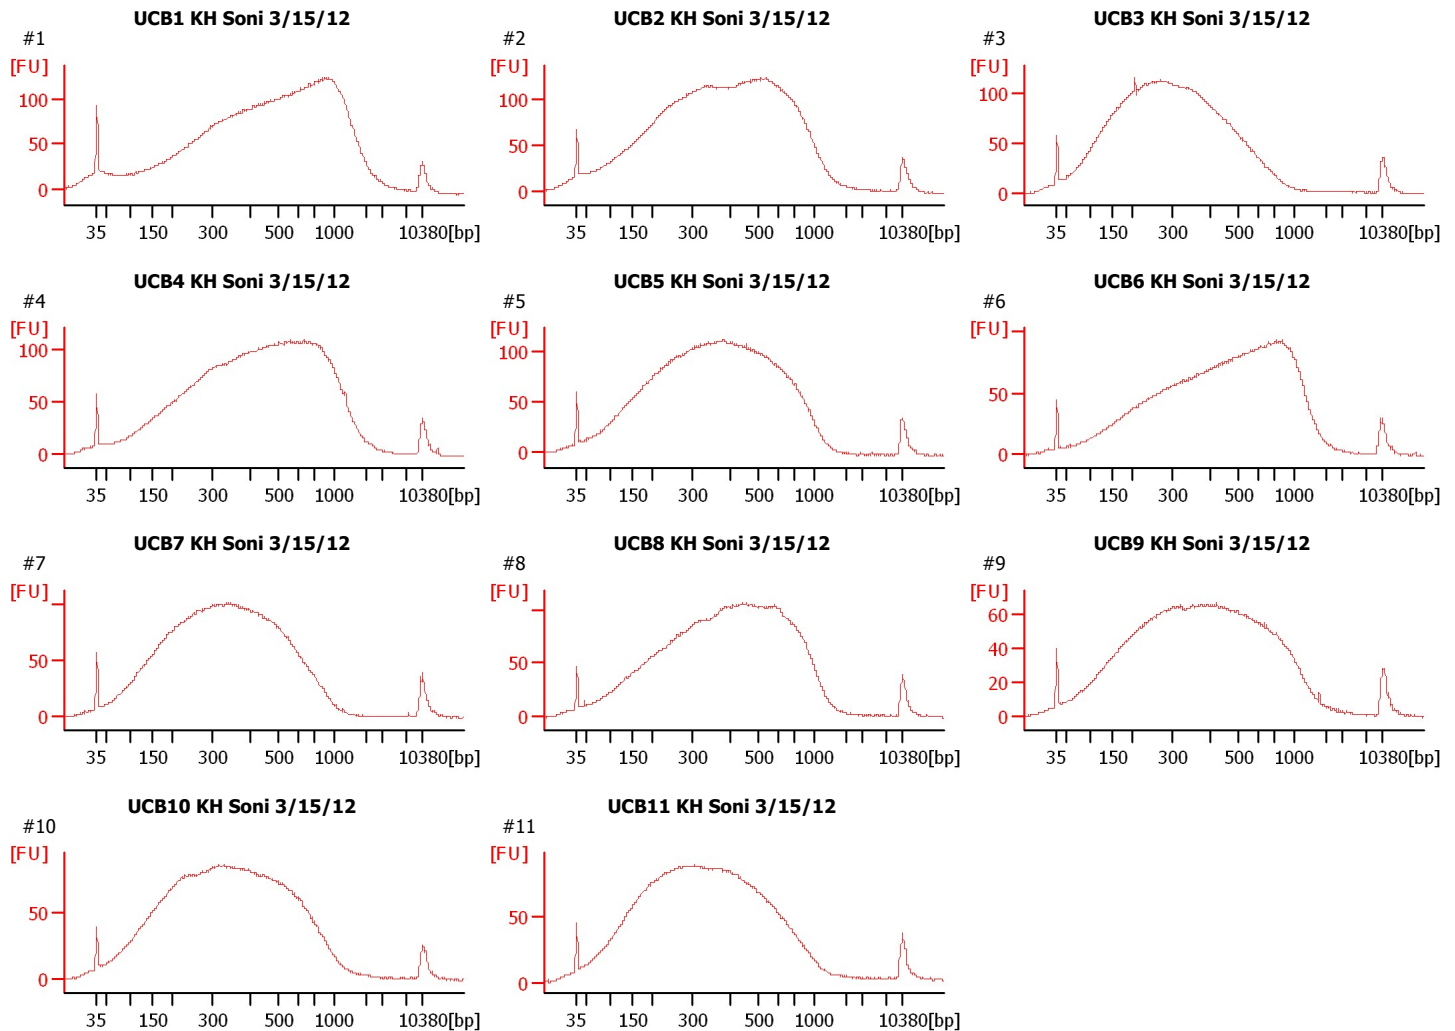 UCB1 KH Soni 3/15/12
#1
[FU]
100
50
0
35 150 300 500 1000 10380[bp]
UCB2 KH Soni 3/15/12
#2
[FU]
100
50
0
35 150 300 500 1000 10380[bp]
UCB3 KH Soni 3/15/12
#3
[FU]
100
50
0
35 150 300 500 1000 10380[bp]
UCB4 KH Soni 3/15/12
#4
[FU]
100
50
0
35 150 300 500 1000 10380[bp]
UCB5 KH Soni 3/15/12
#5
[FU]
100
50
0
35 150 300 500 1000 10380[bp]
UCB6 KH Soni 3/15/12
#6
[FU]
50
0
35 150 300 500 1000 10380[bp]
UCB7 KH Soni 3/15/12
#7
[FU]
50
0
35 150 300 500 1000 10380[bp]
UCB8 KH Soni 3/15/12
#8
[FU]
50
0
35 150 300 500 1000 10380[bp]
UCB9 KH Soni 3/15/12
#9
[FU]
60
40
20
0
35 150 300 500 1000 10380[bp]
UCB10 KH Soni 3/15/12
#10
[FU]
50
0
35 150 300 500 1000 10380[bp]
UCB11 KH Soni 3/15/12
#11
[FU]
50
0
35 150 300 500 1000 10380[bp]